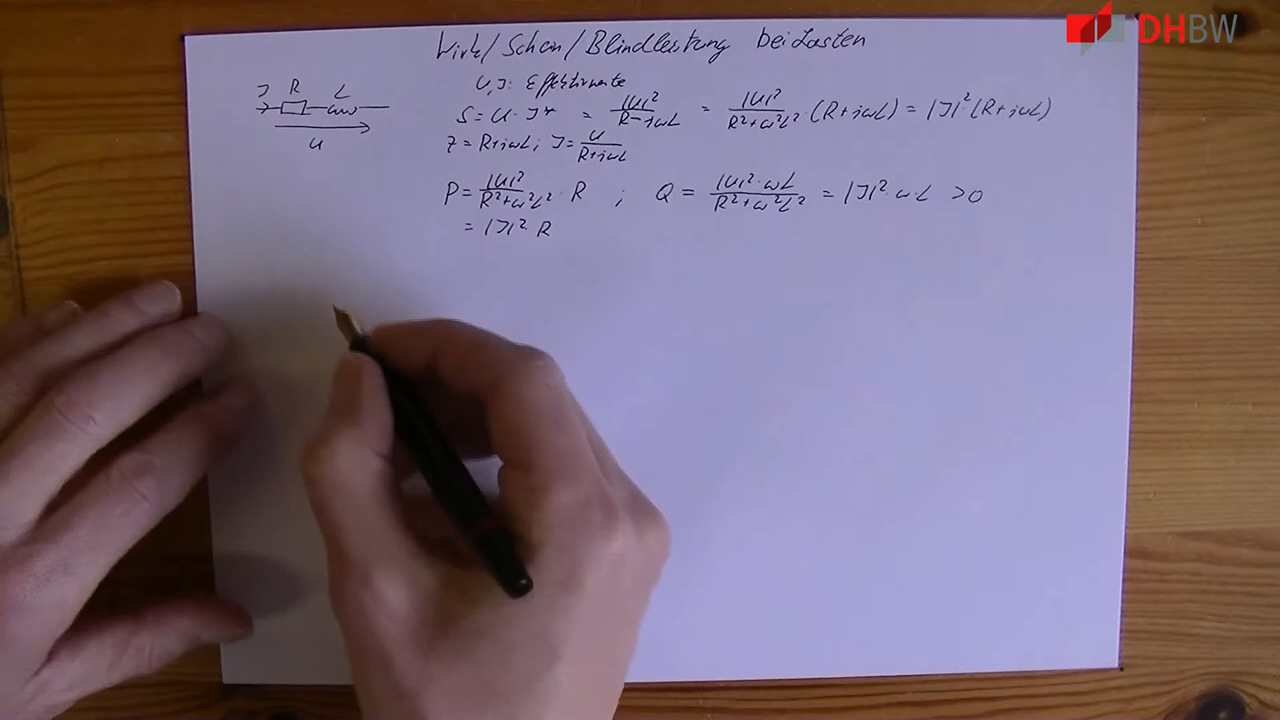 DHBW
Wirk/Schein/Blindleistung bei Lasten
I R L
U
U, I: Effektivwerte
S = U · I* = |U|²/(R-jωL) = |U|²/(R²+ω²L²) (R+jωL) = |I|²·(R+jωL)
Z = R+jωL; I = U/(R+jωL)
P = |U|²/(R²+ω²L²) · R ; Q = |U|²·ωL/(R²+ω²L²) = |I|²·ωL >0
= |I|² R